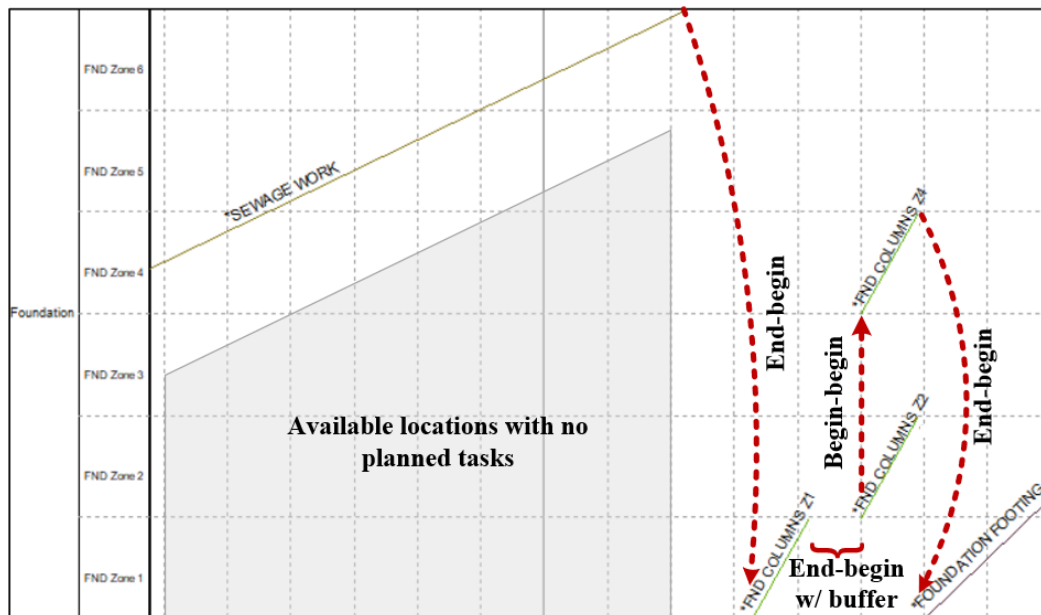 FND Zone 6
FND Zone 5
*SEWAGE WORK
FND Zone 4
*FND COLUMNS Z4
End-begin
Foundation
Begin-begin
End-begin
FND Zone 3
Available locations with no
planned tasks
*FND COLUMNS Z2
FND Zone 2
*FND COLUMNS Z1
*FOUNDATION FOOTING
FND Zone 1
End-begin
w/ buffer